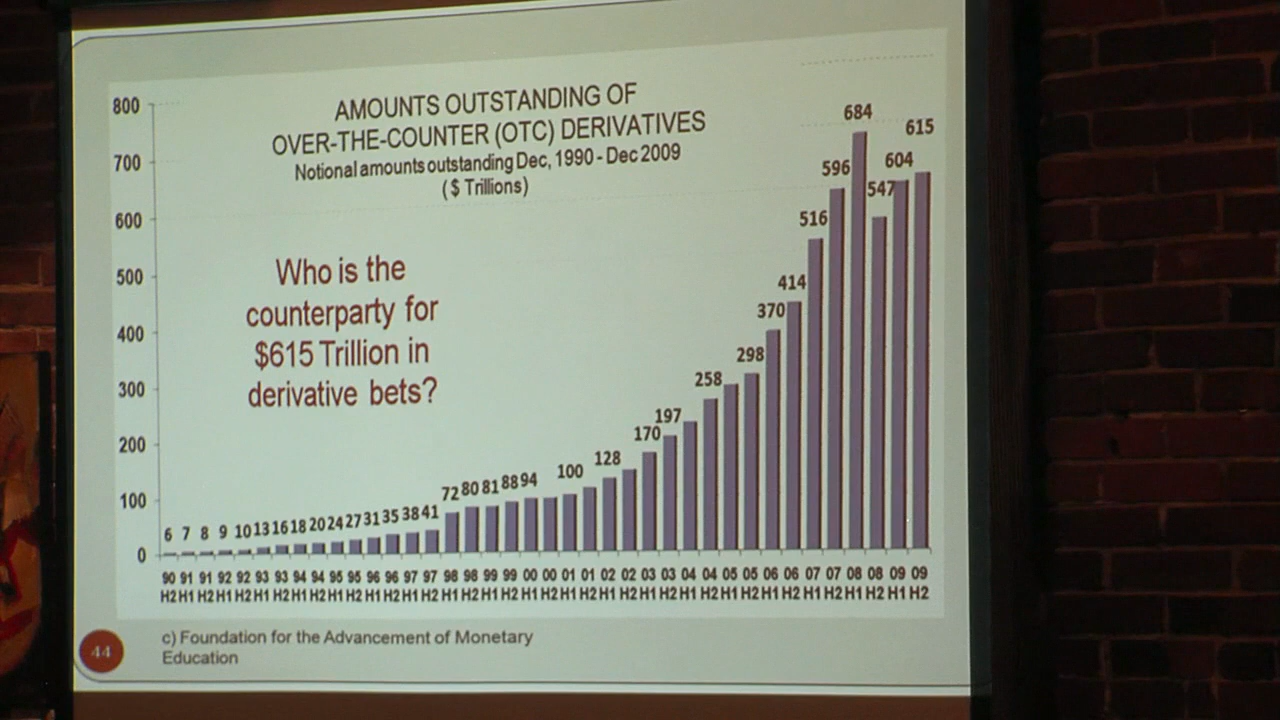 AMOUNTS OUTSTANDING OF
OVER-THE-COUNTER (OTC) DERIVATIVES
Notional amounts outstanding Dec, 1990 - Dec 2009
($ Trillions)
800
700
600
500
400
300
200
100
0
Who is the
counterparty for
$615 Trillion in
derivative bets?
6 7 8 9 10 13 16 18 20 24 27 31 35 38 41 72 80 81 88 94 100 128 170 197 258 298 370 414 516 596 684 547 604 615
90 91 91 92 92 93 93 94 94 95 95 96 96 97 97 98 98 99 99 00 00 01 01 02 02 03 03 04 04 05 05 06 06 07 07 08 08 09 09
H2 H1 H2 H1 H2 H1 H2 H1 H2 H1 H2 H1 H2 H1 H2 H1 H2 H1 H2 H1 H2 H1 H2 H1 H2 H1 H2 H1 H2 H1 H2 H1 H2 H1 H2 H1 H2 H1 H2
44
c) Foundation for the Advancement of Monetary
Education